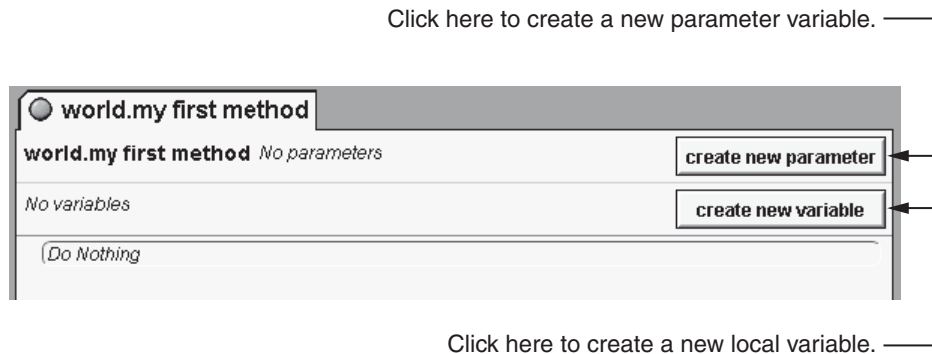 Click here to create a new parameter variable.
world.my first method
world.my first method No parameters
create new parameter
No variables
create new variable
Do Nothing
Click here to create a new local variable.